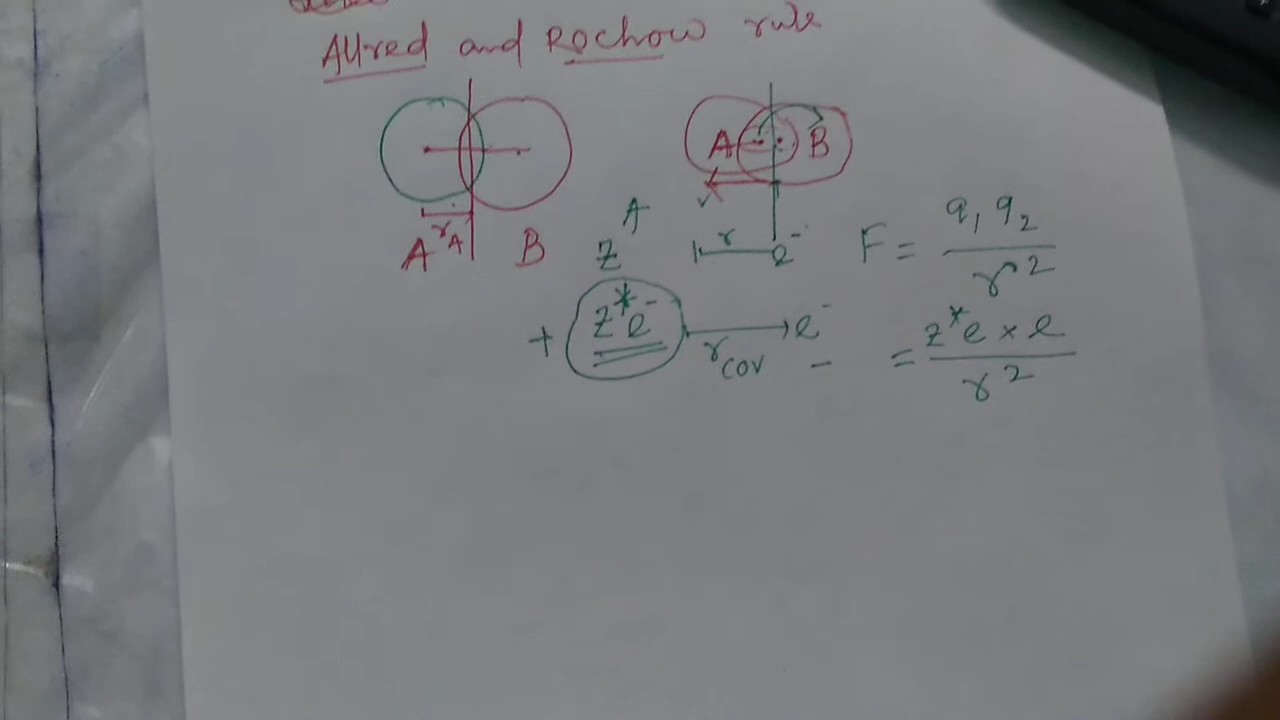 Allred and Rochow rule
A B
A rA B
A
Z
r e-
F = q1 q2 / r2
+ Z*e- rcov e- -
= z*e x e / r2